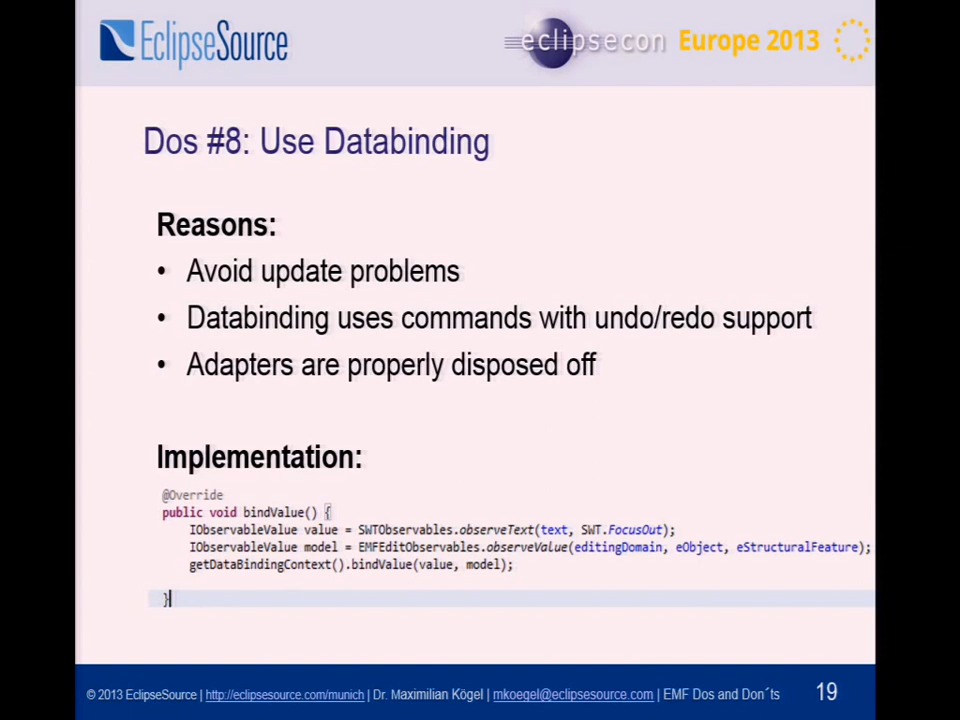 EclipseSource
eclipsecon Europe 2013
Dos #8: Use Databinding
Reasons:
• Avoid update problems
• Databinding uses commands with undo/redo support
• Adapters are properly disposed off
Implementation:
@Override
public void bindValue() {
IObservableValue value = SWTObservables.observeText(text, SWT.FocusOut);
IObservableValue model = EMFEditObservables.observeValue(editingDomain, eObject, eStructuralFeature);
getDataBindingContext().bindValue(value, model);
}
© 2013 EclipseSource | http://eclipsesource.com/munich | Dr. Maximilian Kögel | mkoegel@eclipsesource.com | EMF Dos and Don´ts 19